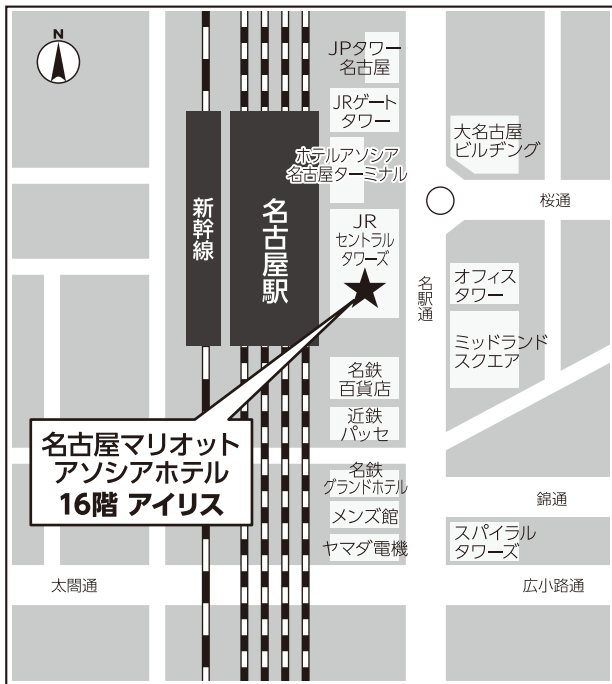 N
JPタワー
名古屋
JRゲート
タワー
大名古屋
ビルヂング
ホテルアソシア
名古屋ターミナル
桜通
新幹線
名古屋駅
JR
セントラル
タワーズ
名駅通
オフィス
タワー
ミッドランド
スクエア
名鉄
百貨店
近鉄
パッセ
名古屋マリオット
アソシアホテル
16階 アイリス
名鉄
グランドホテル
メンズ館
ヤマダ電機
錦通
スパイラル
タワーズ
太閤通
広小路通